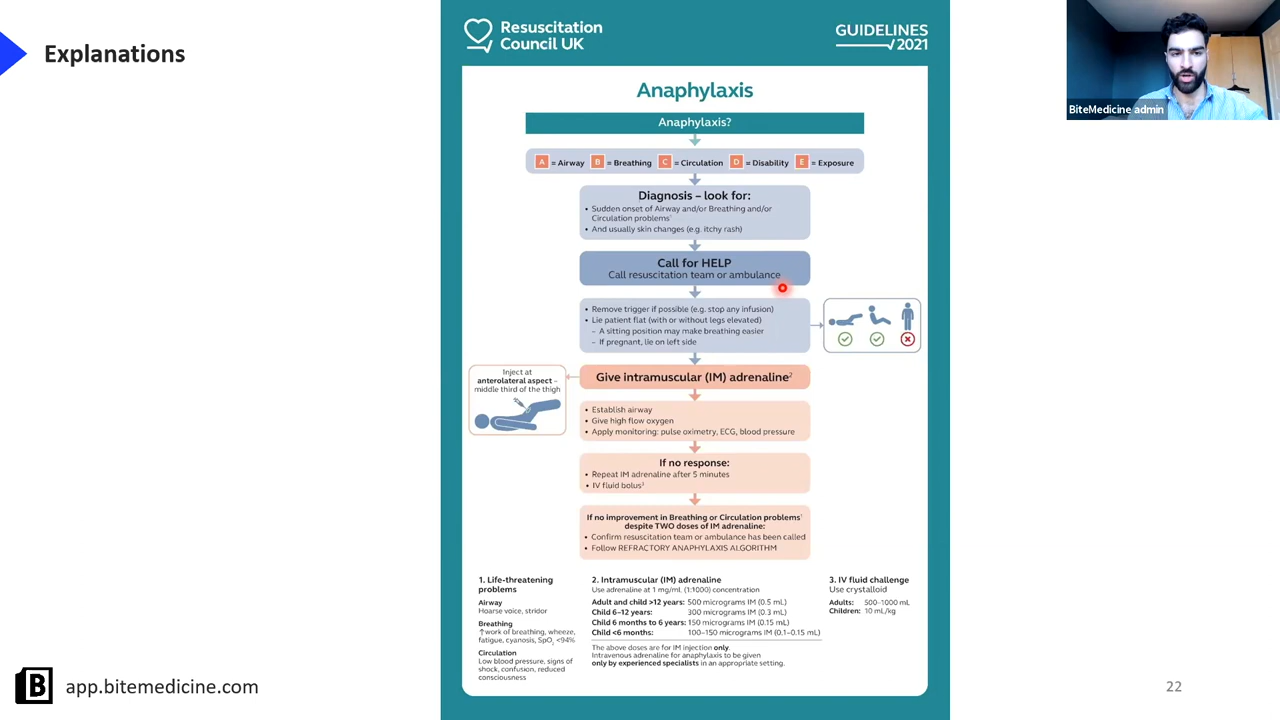 Explanations
Resuscitation
Council UK
GUIDELINES
2021
Anaphylaxis
Anaphylaxis?
A = Airway B = Breathing C = Circulation D = Disability E = Exposure
Diagnosis – look for:
• Sudden onset of Airway and/or Breathing and/or
Circulation problems¹
• And usually skin changes (e.g. itchy rash)
Call for HELP
Call resuscitation team or ambulance
• Remove trigger if possible (e.g. stop any infusion)
• Lie patient flat (with or without legs elevated)
– A sitting position may make breathing easier
– If pregnant, lie on left side
Inject at
anterolateral aspect –
middle third of the thigh
Give intramuscular (IM) adrenaline²
• Establish airway
• Give high flow oxygen
• Apply monitoring: pulse oximetry, ECG, blood pressure
If no response:
• Repeat IM adrenaline after 5 minutes
• IV fluid bolus³
If no improvement in Breathing or Circulation problems¹
despite TWO doses of IM adrenaline:
• Confirm resuscitation team or ambulance has been called
• Follow REFRACTORY ANAPHYLAXIS ALGORITHM
1. Life-threatening
problems
Airway
Hoarse voice, stridor
Breathing
↑work of breathing, wheeze,
fatigue, cyanosis, SpO₂ <94%
Circulation
Low blood pressure, signs of
shock, confusion, reduced
consciousness
2. Intramuscular (IM) adrenaline
Use adrenaline at 1 mg/ml (1:1000) concentration
Adult and child >12 years: 500 micrograms IM (0.5 mL)
Child 6–12 years: 300 micrograms IM (0.3 mL)
Child 6 months to 6 years: 150 micrograms IM (0.15 mL)
Child <6 months: 100–150 micrograms IM (0.1–0.15 mL)
The above doses are for IM injection only.
Intravenous adrenaline for anaphylaxis to be given
only by experienced specialists in an appropriate setting.
3. IV fluid challenge
Use crystalloid
Adults: 500–1000 mL
Children: 10 mL/kg
BiteMedicine admin
B app.bitemedicine.com
22